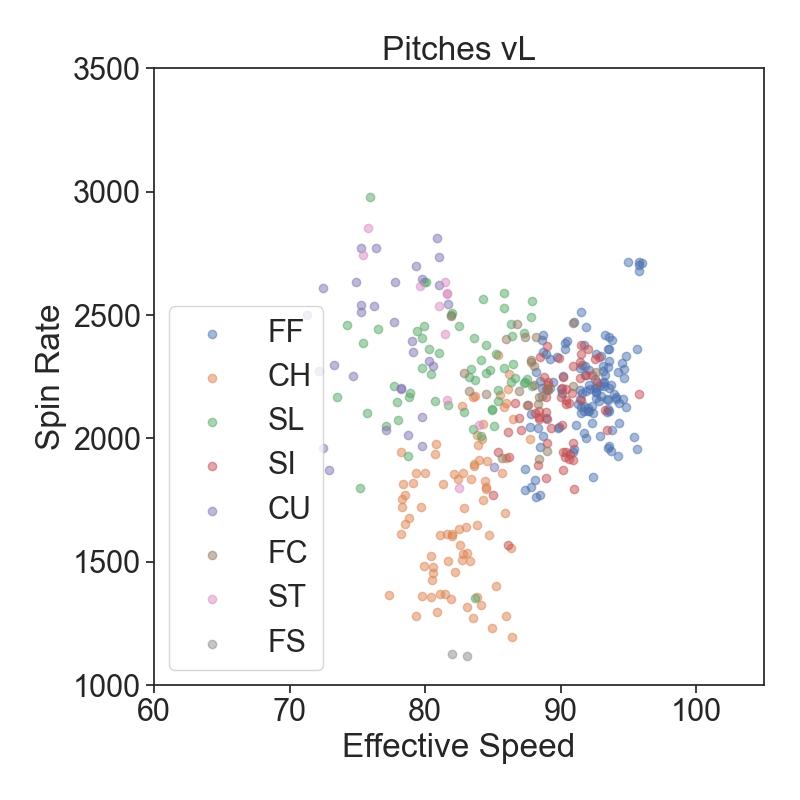 Pitches vL
3500
3000
2500
2000
1500
1000
Spin Rate
FF
CH
SL
SI
CU
FC
ST
FS
60 70 80 90 100
Effective Speed